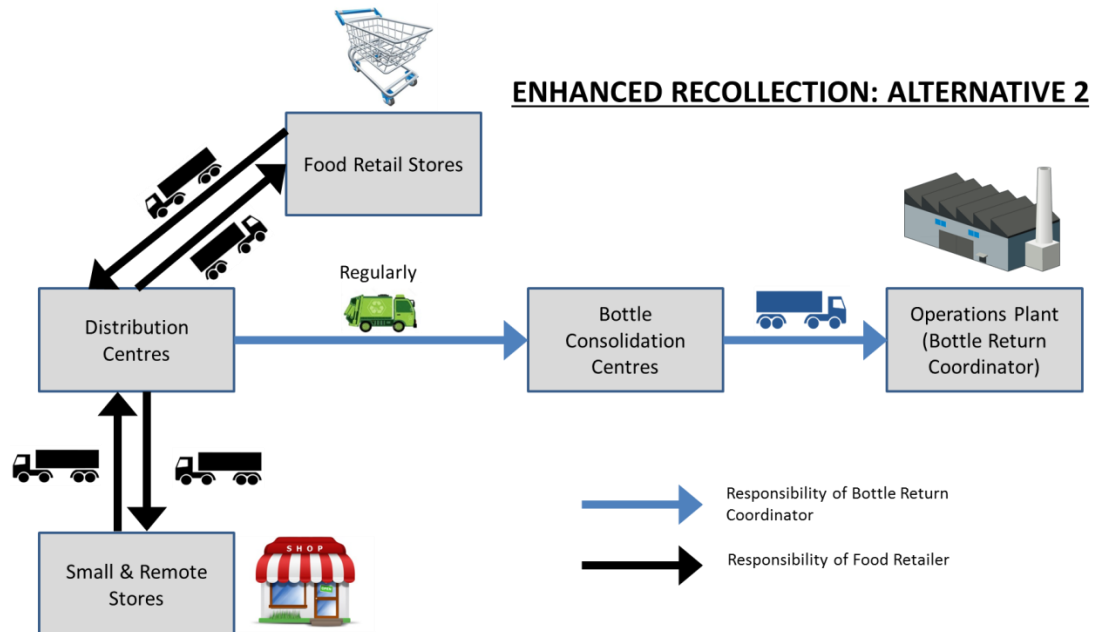 ENHANCED RECOLLECTION: ALTERNATIVE 2
Food Retail Stores
Regularly
Distribution
Centres
Bottle
Consolidation
Centres
Operations Plant
(Bottle Return
Coordinator)
Small & Remote
Stores
SHOP
Responsibility of Bottle Return
Coordinator
Responsibility of Food Retailer